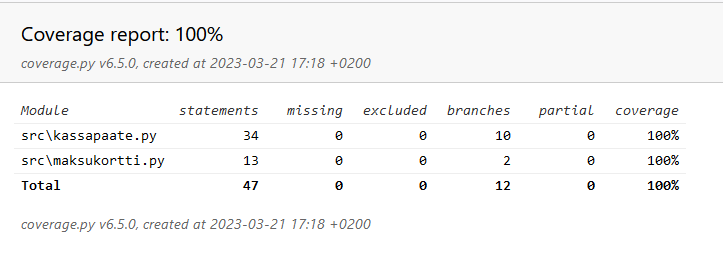 Coverage report: 100%
coverage.py v6.5.0, created at 2023-03-21 17:18 +0200
Module statements missing excluded branches partial coverage
src\kassapaate.py 34 0 0 10 0 100%
src\maksukortti.py 13 0 0 2 0 100%
Total 47 0 0 12 0 100%
coverage.py v6.5.0, created at 2023-03-21 17:18 +0200